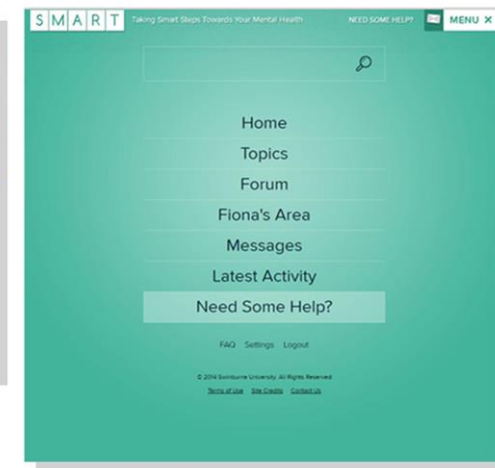 SMART Taking Smart Steps Towards Your Mental Health NEED SOME HELP? MENU ×
Home
Topics
Forum
Fiona's Area
Messages
Latest Activity
Need Some Help?
FAQ Settings Logout
© 2014 Swinburne University. All Rights Reserved
Terms of Use Site Credits Contact Us